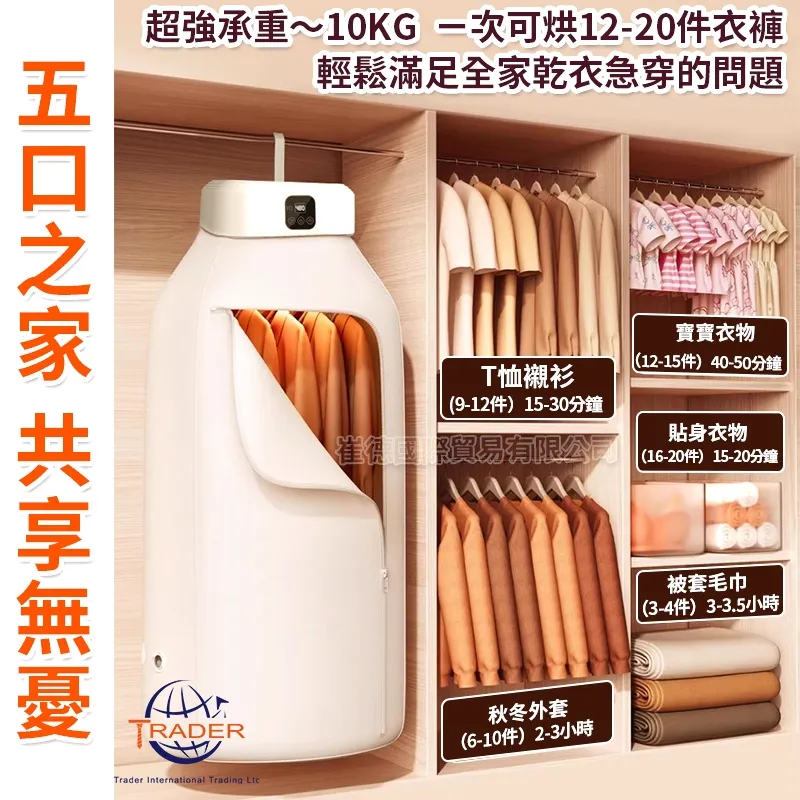 超強承重～10KG 一次可烘12-20件衣褲
輕鬆滿足全家乾衣急穿的問題
五口之家 共享無憂
480
T恤襯衫
(9-12件) 15-30分鐘
寶寶衣物
(12-15件) 40-50分鐘
貼身衣物
(16-20件) 15-20分鐘
崔德國際貿易有限公司
被套毛巾
(3-4件) 3-3.5小時
秋冬外套
(6-10件) 2-3小時
TRADER
Trader International Trading Ltc